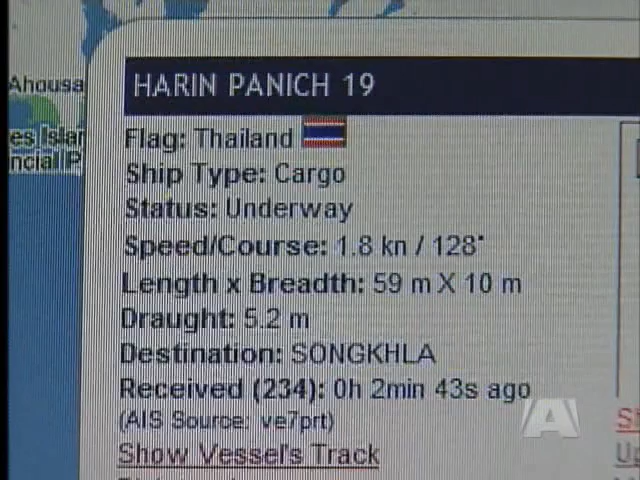 Ahousa
HARIN PANICH 19
Flag: Thailand
Ship Type: Cargo
Status: Underway
Speed/Course: 1.8 kn / 128°
Length x Breadth: 59 m X 10 m
Draught: 5.2 m
Destination: SONGKHLA
Received (234): 0h 2min 43s ago
(AIS Source: ve7prt)
Show Vessel's Track
es Islan
ncial P
A